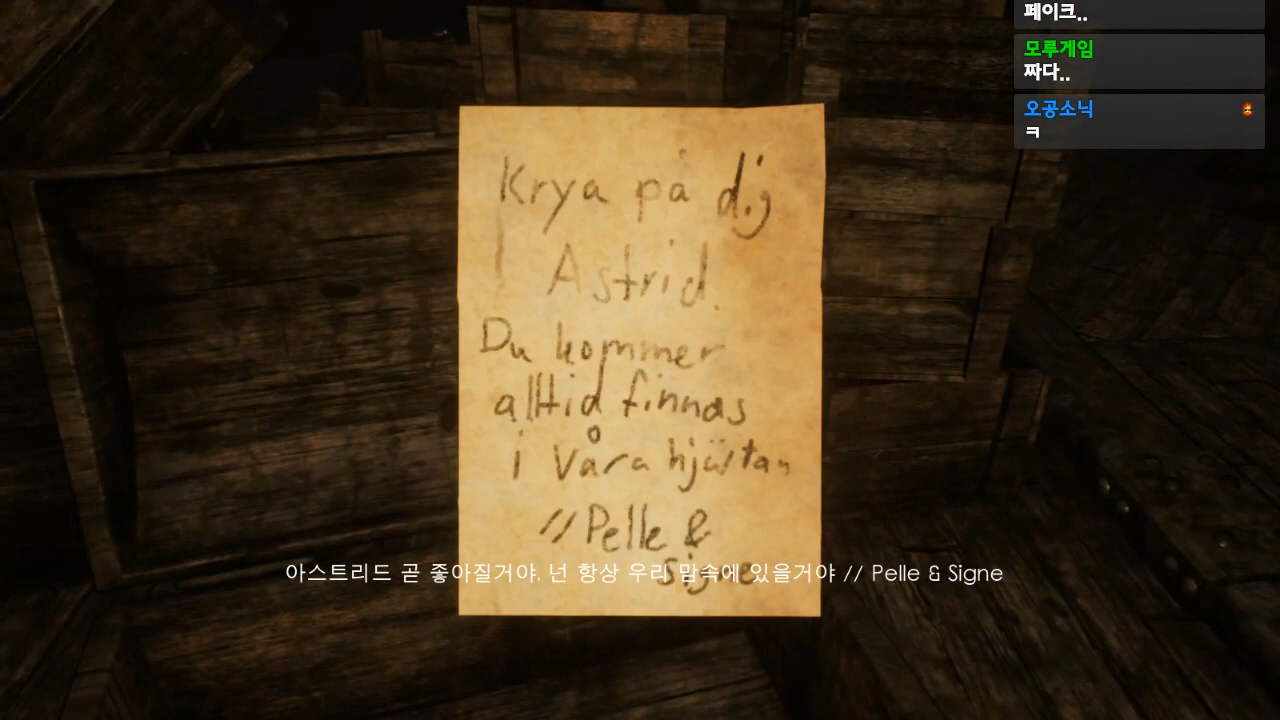 페이크..
모루게임
짜다..
오공소닉
ㅋ
Krya på dig
Astrid.
Du kommer
alltid finnas
i våra hjärtan
//Pelle &
Signe
아스트리드 곧 좋아질거야. 넌 항상 우리 맘속에 있을거야 // Pelle & Signe